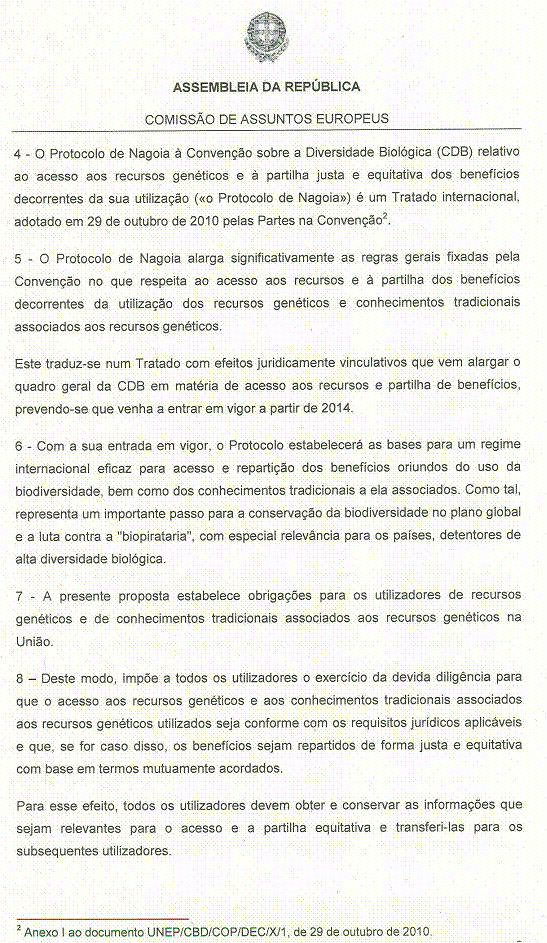 ASSEMBLEIA DA REPÚBLICA
COMISSÃO DE ASSUNTOS EUROPEUS
4 - O Protocolo de Nagoia à Convenção sobre a Diversidade Biológica (CDB) relativo
ao acesso aos recursos genéticos e à partilha justa e equitativa dos benefícios
decorrentes da sua utilização («o Protocolo de Nagoia») é um Tratado internacional,
adotado em 29 de outubro de 2010 pelas Partes na Convenção².
5 - O Protocolo de Nagoia alarga significativamente as regras gerais fixadas pela
Convenção no que respeita ao acesso aos recursos e à partilha dos benefícios
decorrentes da utilização dos recursos genéticos e conhecimentos tradicionais
associados aos recursos genéticos.
Este traduz-se num Tratado com efeitos juridicamente vinculativos que vem alargar o
quadro geral da CDB em matéria de acesso aos recursos e partilha de benefícios,
prevendo-se que venha a entrar em vigor a partir de 2014.
6 - Com a sua entrada em vigor, o Protocolo estabelecerá as bases para um regime
internacional eficaz para acesso e repartição dos benefícios oriundos do uso da
biodiversidade, bem como dos conhecimentos tradicionais a ela associados. Como tal,
representa um importante passo para a conservação da biodiversidade no plano global
e a luta contra a "biopirataria", com especial relevância para os países, detentores de
alta diversidade biológica.
7 - A presente proposta estabelece obrigações para os utilizadores de recursos
genéticos e de conhecimentos tradicionais associados aos recursos genéticos na
União.
8 – Deste modo, impõe a todos os utilizadores o exercício da devida diligência para
que o acesso aos recursos genéticos e aos conhecimentos tradicionais associados
aos recursos genéticos utilizados seja conforme com os requisitos jurídicos aplicáveis
e que, se for caso disso, os benefícios sejam repartidos de forma justa e equitativa
com base em termos mutuamente acordados.
Para esse efeito, todos os utilizadores devem obter e conservar as informações que
sejam relevantes para o acesso e a partilha equitativa e transferi-las para os
subsequentes utilizadores.
² Anexo I ao documento UNEP/CBD/COP/DEC/X/1, de 29 de outubro de 2010.